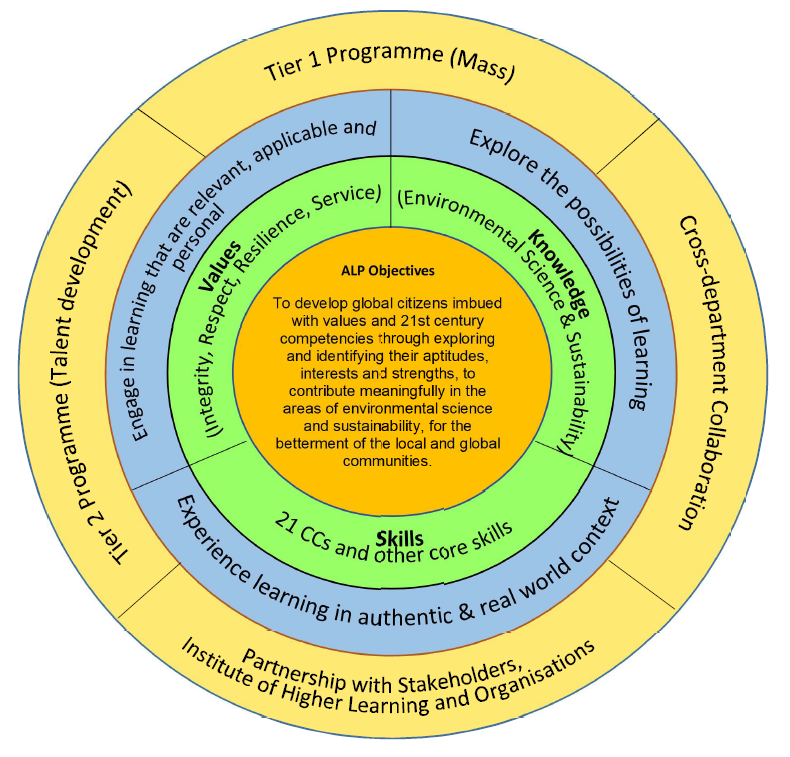 Tier 1 Programme (Mass)
Cross-department Collaboration
Partnership with Stakeholders,
Institute of Higher Learning and Organisations
Tier 2 Programme (Talent development)
Engage in learning that are relevant, applicable and
personal
Explore the possibilities of learning
Experience learning in authentic & real world context
Values
(Integrity, Respect, Resilience, Service)
Knowledge
(Environmental Science & Sustainability)
Skills
21 CCs and other core skills
ALP Objectives
To develop global citizens imbued
with values and 21st century
competencies through exploring
and identifying their aptitudes,
interests and strengths, to
contribute meaningfully in the
areas of environmental science
and sustainability, for the
betterment of the local and global
communities.